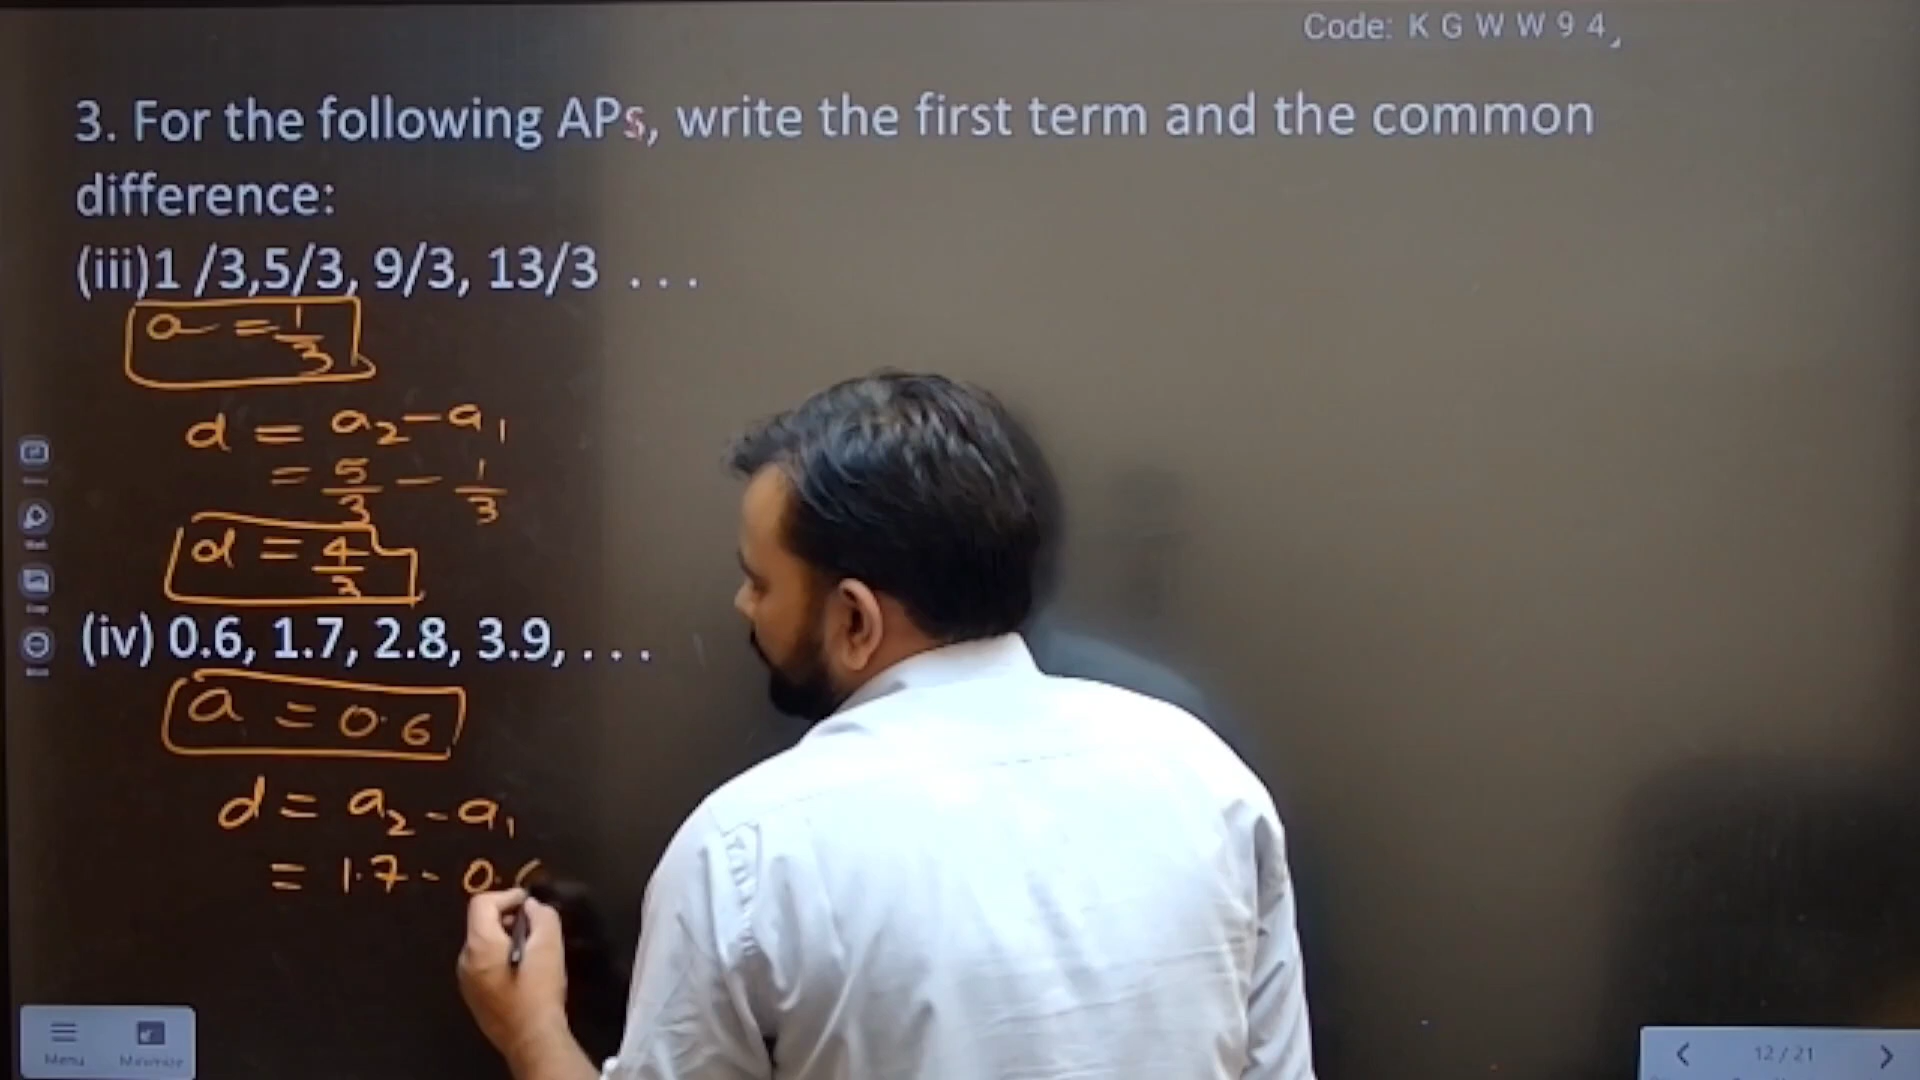 Code: K G W W 9 4
3. For the following APs, write the first term and the common
difference:
(iii)1 /3,5/3, 9/3, 13/3 . . .
a = 1/3
d = a₂ - a₁
= 5/3 - 1/3
d = 4/3
(iv) 0.6, 1.7, 2.8, 3.9, . . .
a = 0.6
d = a₂ - a₁
= 1.7 - 0.6
Menu Minimize
12 / 21